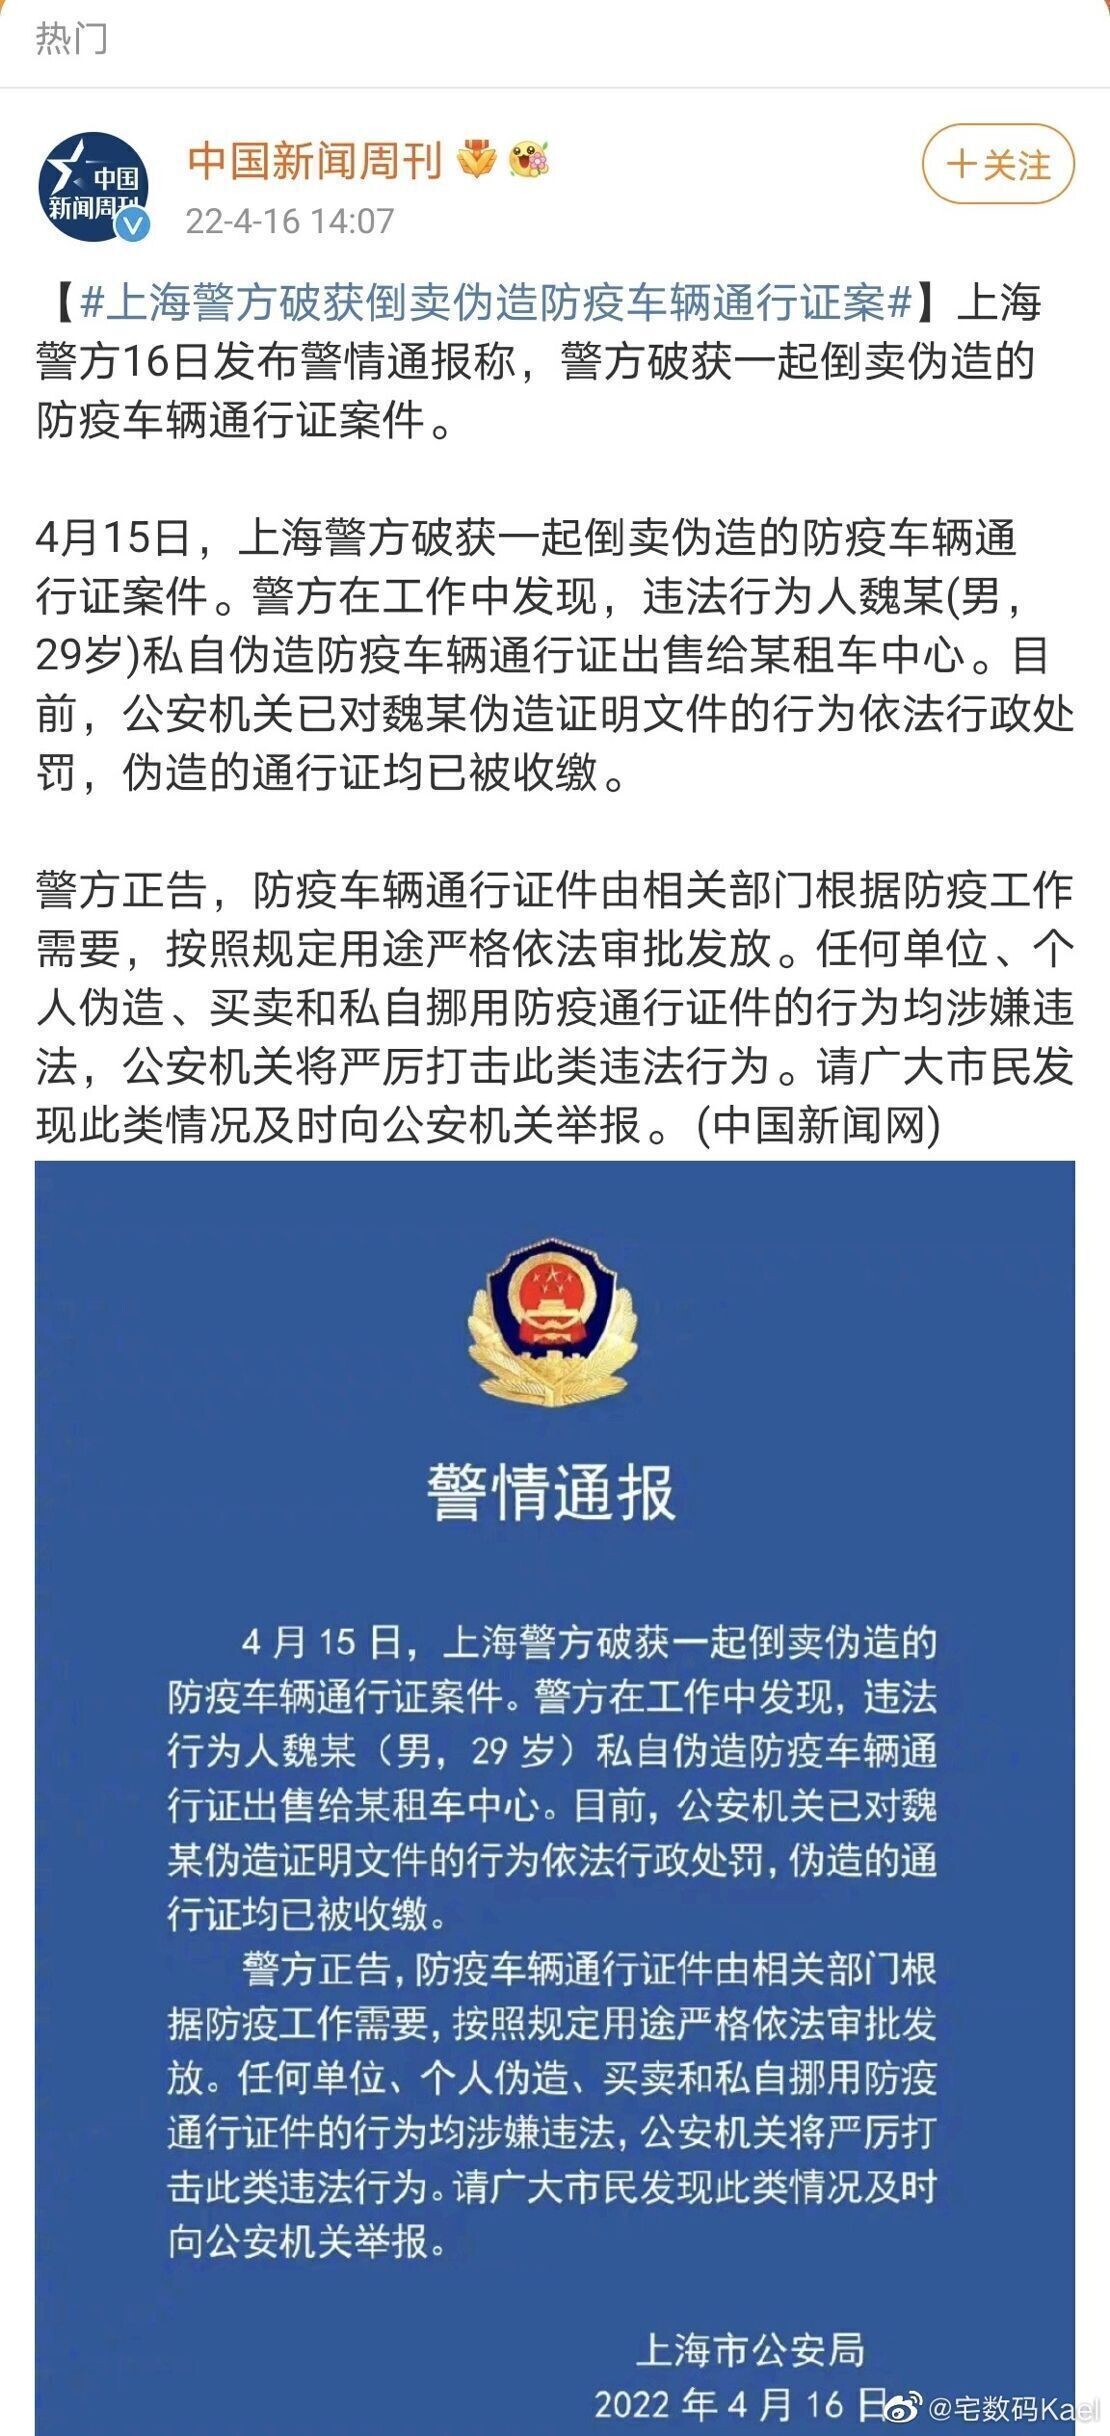 热门
中国新闻周刊
22-4-16 14:07
+关注
中国
新闻周刊
【#上海警方破获倒卖伪造防疫车辆通行证案#】上海
警方16日发布警情通报称，警方破获一起倒卖伪造的
防疫车辆通行证案件。
4月15日，上海警方破获一起倒卖伪造的防疫车辆通
行证案件。警方在工作中发现，违法行为人魏某(男，
29岁)私自伪造防疫车辆通行证出售给某租车中心。目
前，公安机关已对魏某伪造证明文件的行为依法行政处
罚，伪造的通行证均已被收缴。
警方正告，防疫车辆通行证件由相关部门根据防疫工作
需要，按照规定用途严格依法审批发放。任何单位、个
人伪造、买卖和私自挪用防疫通行证件的行为均涉嫌违
法，公安机关将严厉打击此类违法行为。请广大市民发
现此类情况及时向公安机关举报。(中国新闻网)
警情通报
4 月 15 日，上海警方破获一起倒卖伪造的
防疫车辆通行证案件。警方在工作中发现，违法
行为人魏某（男，29 岁）私自伪造防疫车辆通
行证出售给某租车中心。目前，公安机关已对魏
某伪造证明文件的行为依法行政处罚，伪造的通
行证均已被收缴。
警方正告，防疫车辆通行证件由相关部门根
据防疫工作需要，按照规定用途严格依法审批发
放。任何单位、个人伪造、买卖和私自挪用防疫
通行证件的行为均涉嫌违法，公安机关将严厉打
击此类违法行为。请广大市民发现此类情况及时
向公安机关举报。
上海市公安局
2022 年 4 月 16 日
@宅数码Kael